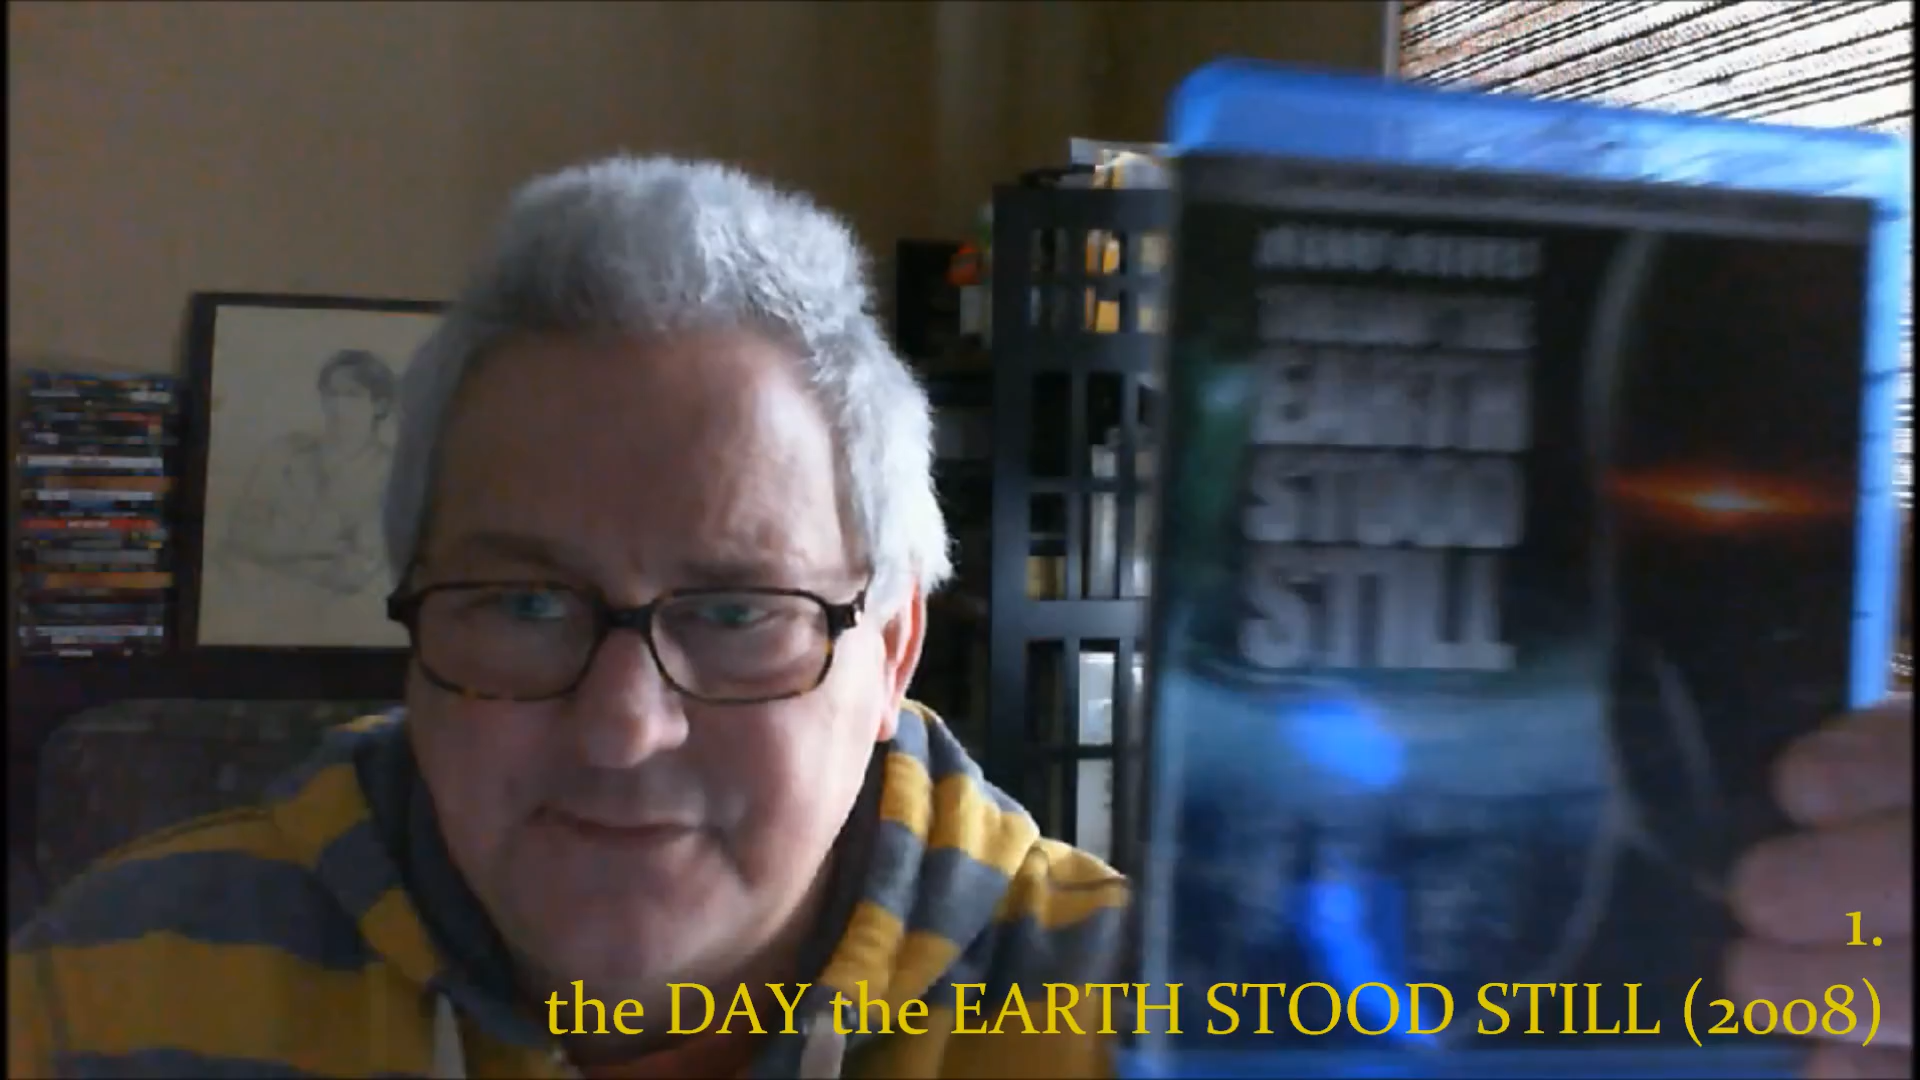 EARTH
STOOD
STILL
1.
the DAY the EARTH STOOD STILL (2008)